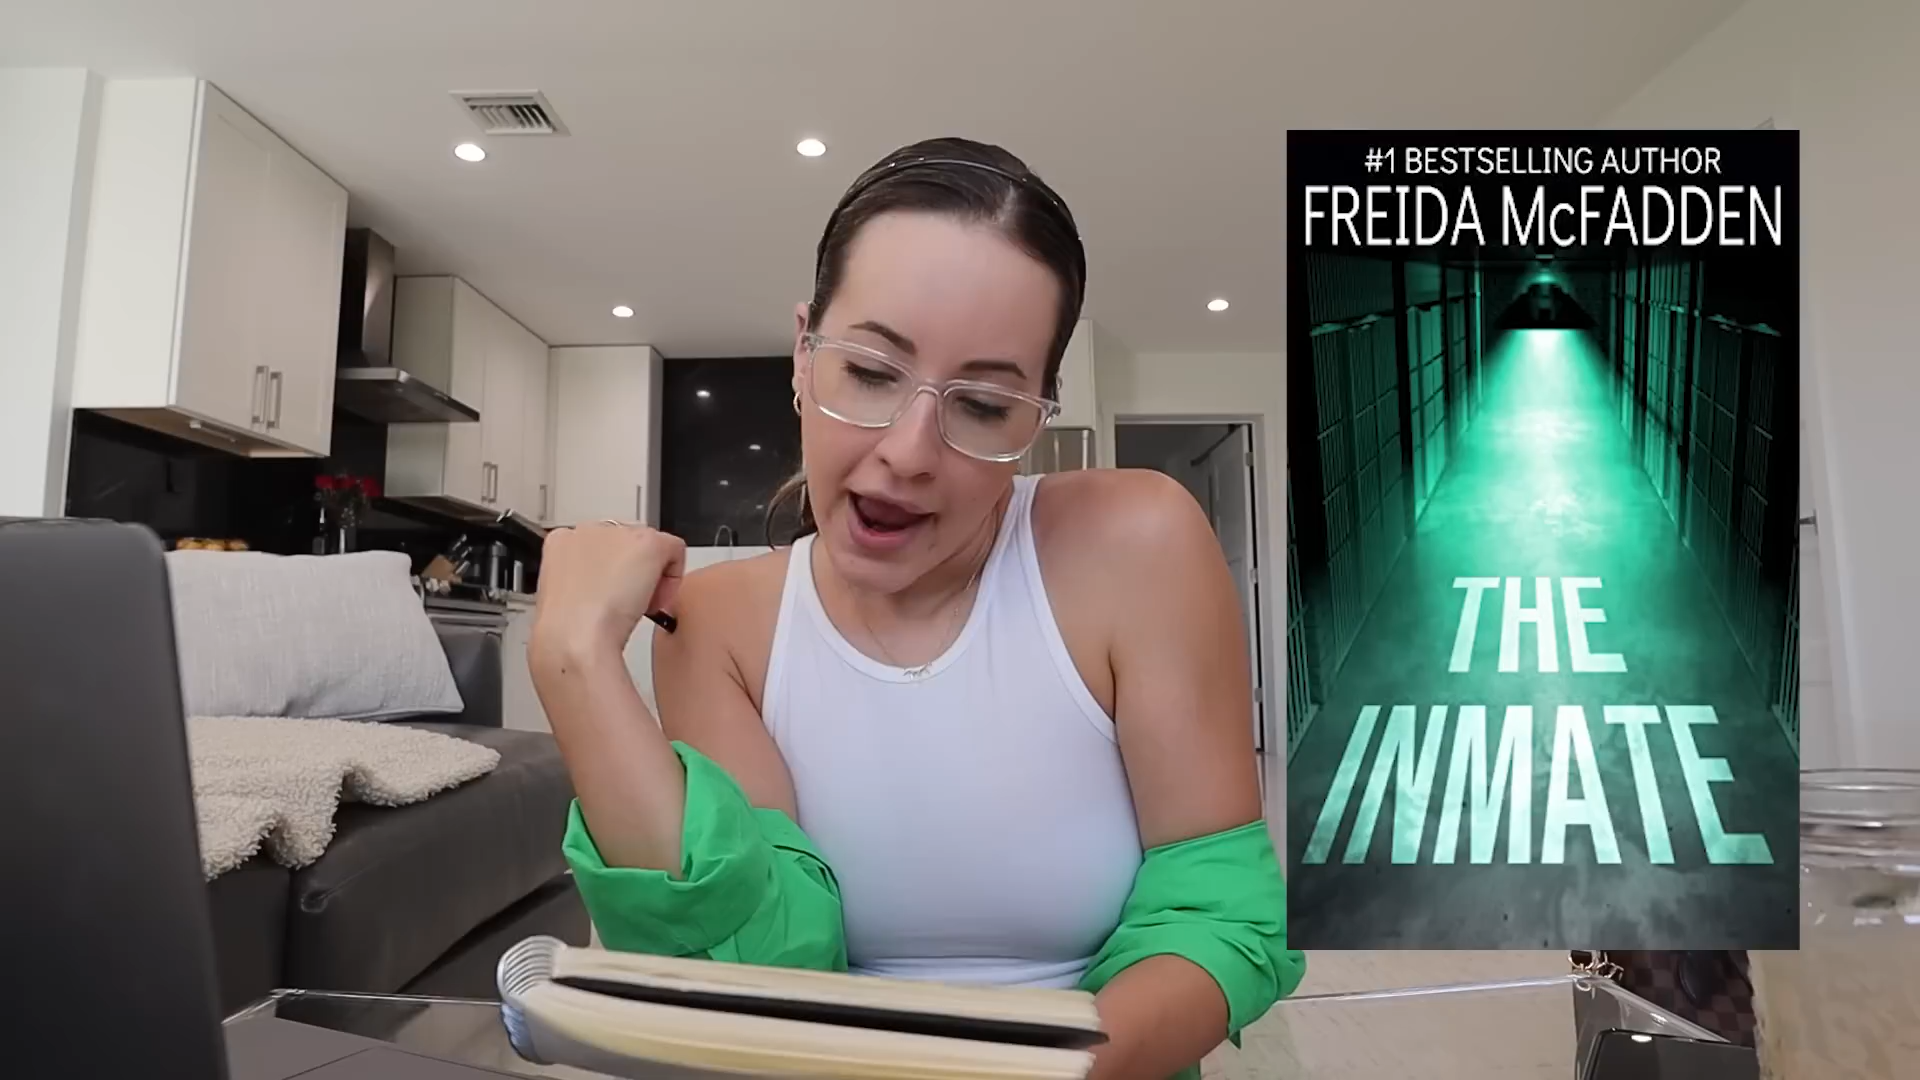 #1 BESTSELLING AUTHOR
FREIDA McFADDEN
THE
INMATE